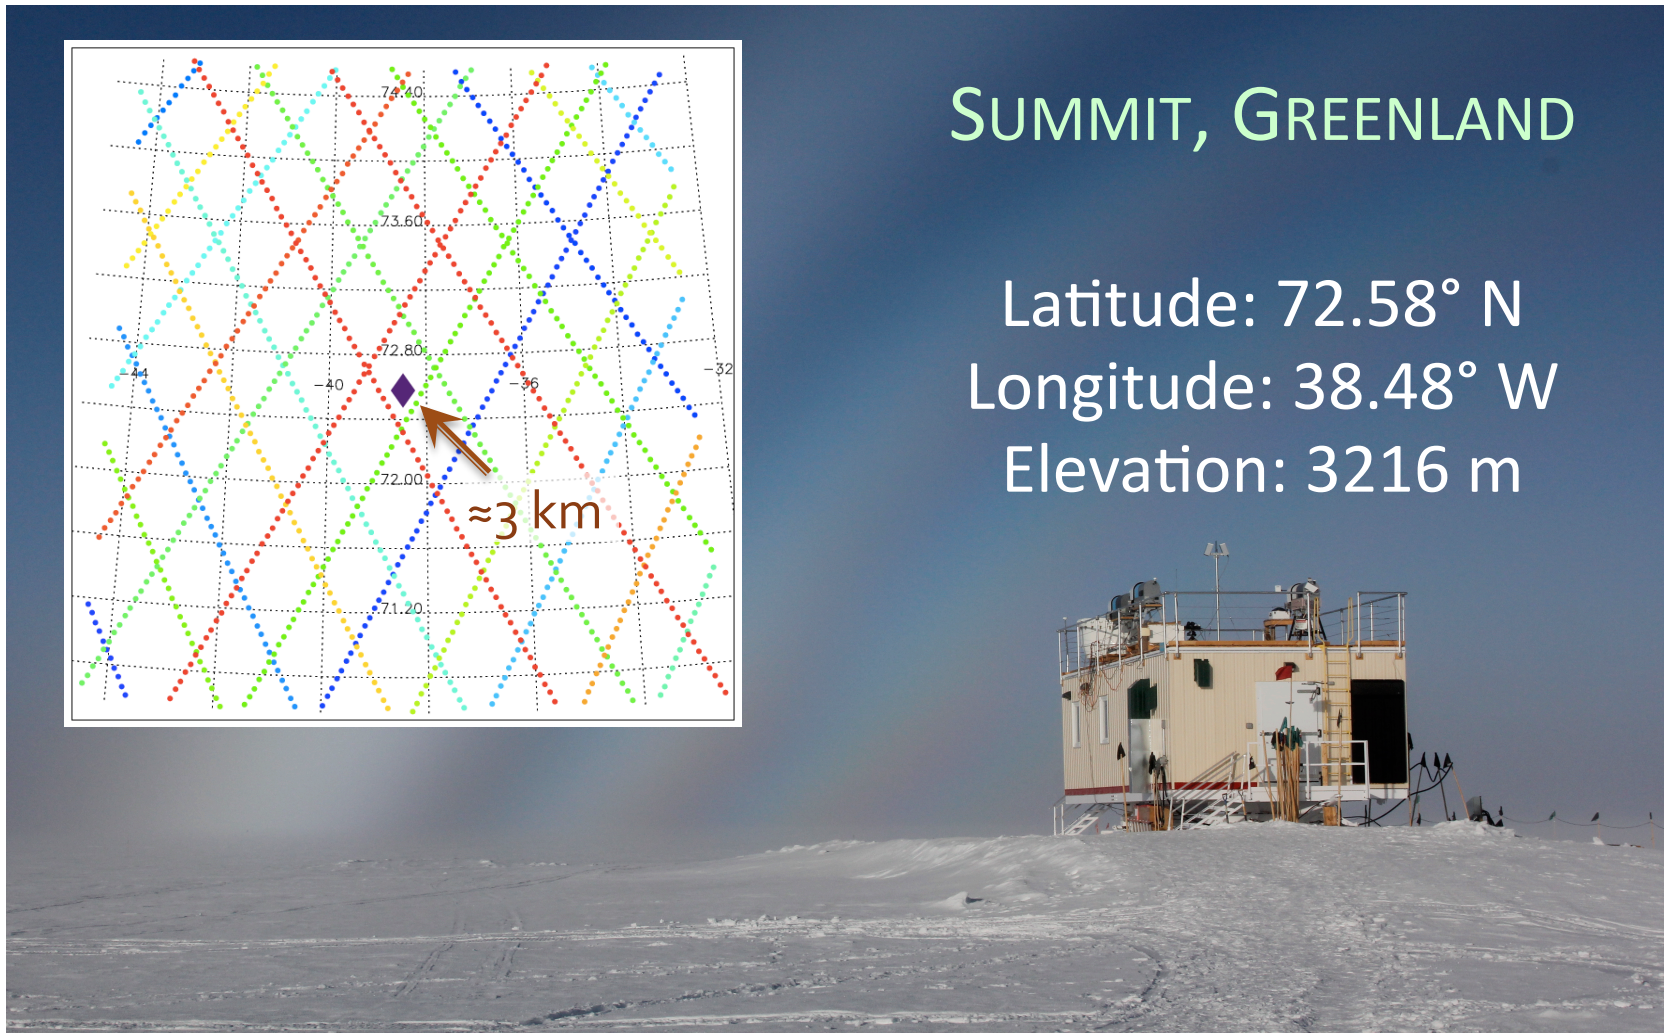 74.40
73.60
72.80
−44
−40
−36
−32
72.00
≈3 km
71.20
SUMMIT, GREENLAND
Latitude: 72.58° N
Longitude: 38.48° W
Elevation: 3216 m